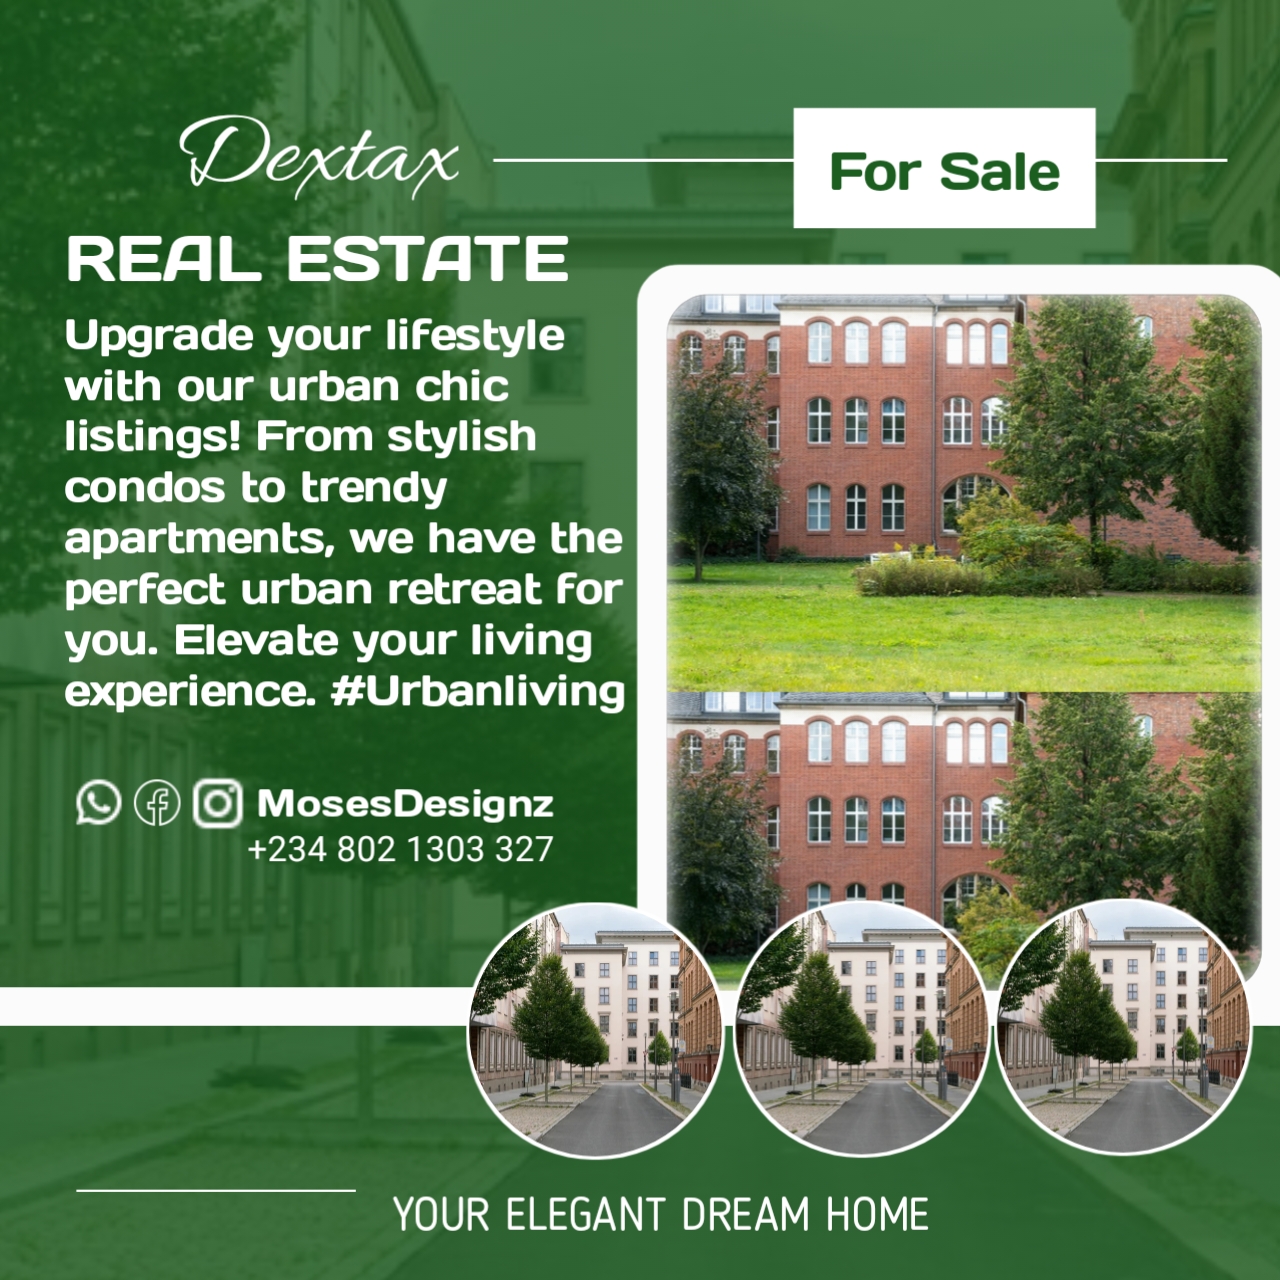 Dextax
For Sale
REAL ESTATE
Upgrade your lifestyle
with our urban chic
listings! From stylish
condos to trendy
apartments, we have the
perfect urban retreat for
you. Elevate your living
experience. #Urbanliving
MosesDesignz
+234 802 1303 327
YOUR ELEGANT DREAM HOME